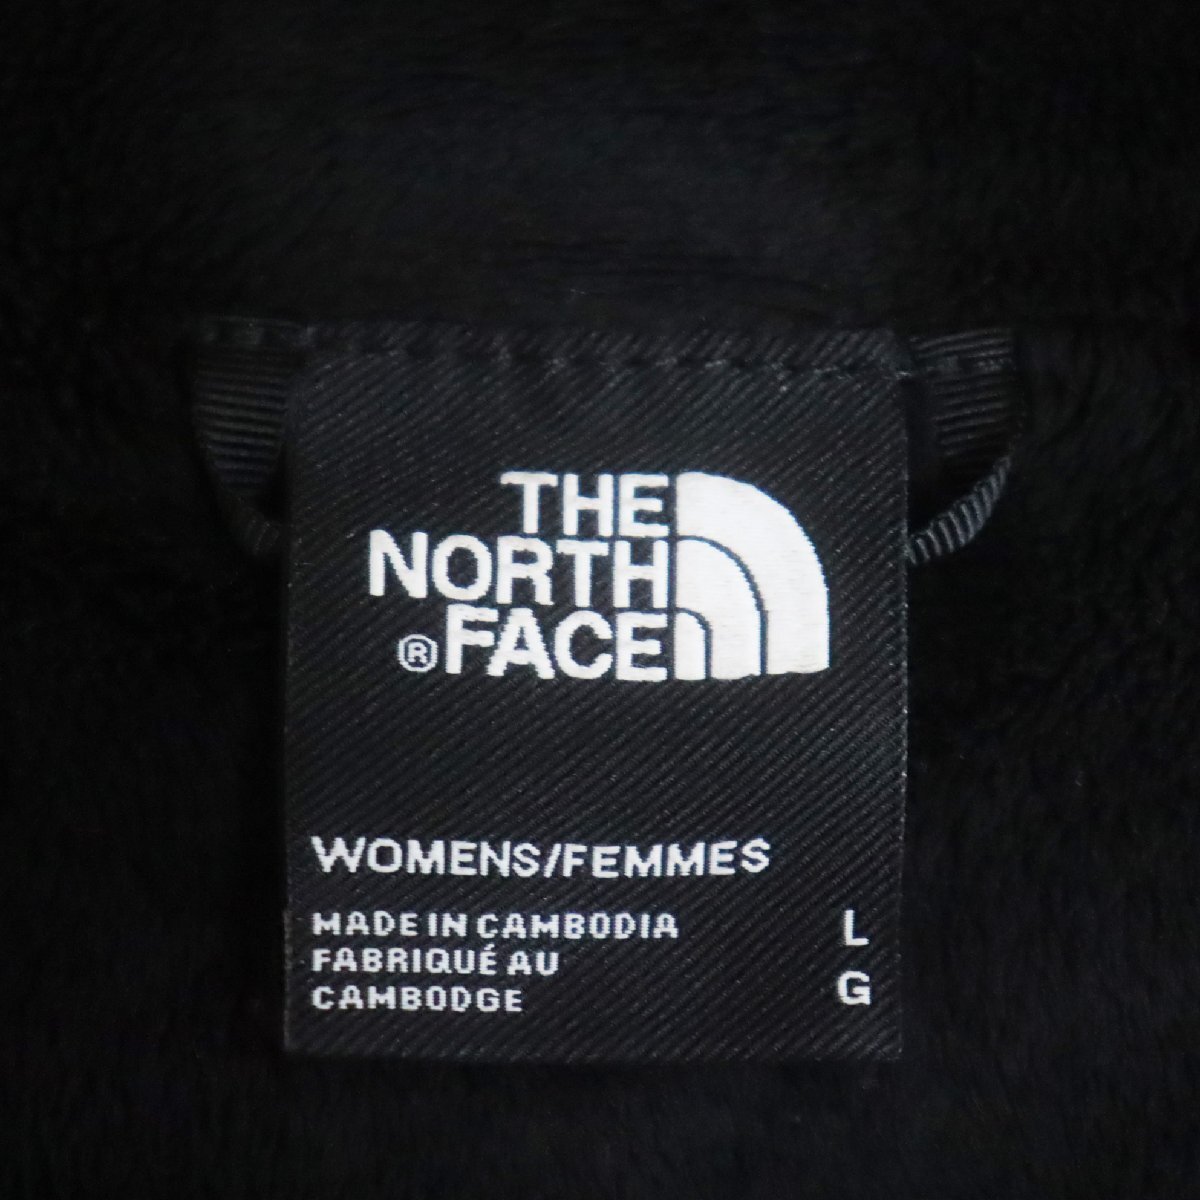 THE
NORTH
®FACE
WOMENS/FEMMES
MADE IN CAMBODIA L
FABRIQUÉ AU
CAMBODGE G